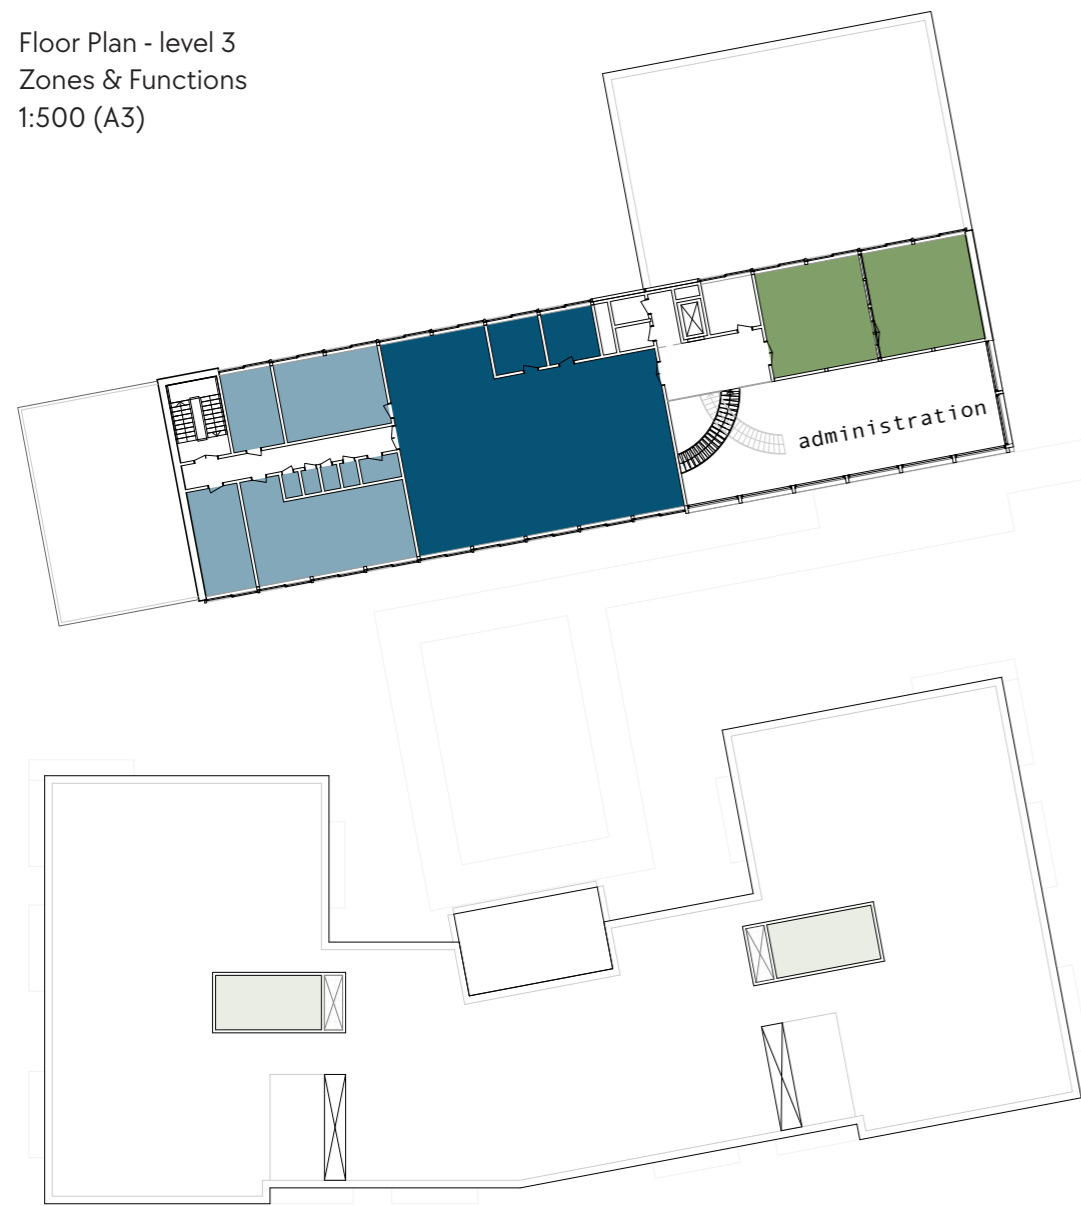 Floor Plan - level 3
Zones & Functions
1:500 (A3)
administration